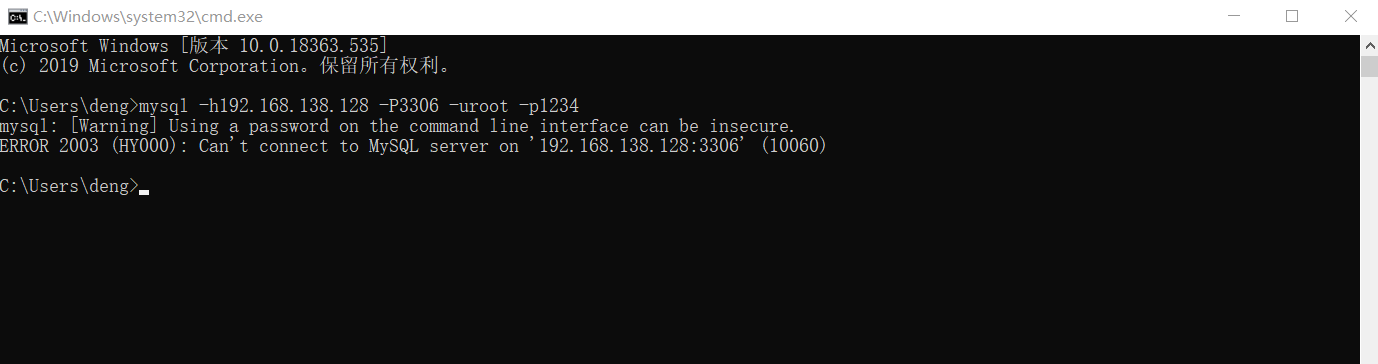 C:\Windows\system32\cmd.exe
Microsoft Windows [版本 10.0.18363.535]
(c) 2019 Microsoft Corporation。保留所有权利。
C:\Users\deng>mysql -h192.168.138.128 -P3306 -uroot -p1234
mysql: [Warning] Using a password on the command line interface can be insecure.
ERROR 2003 (HY000): Can't connect to MySQL server on '192.168.138.128:3306' (10060)
C:\Users\deng>